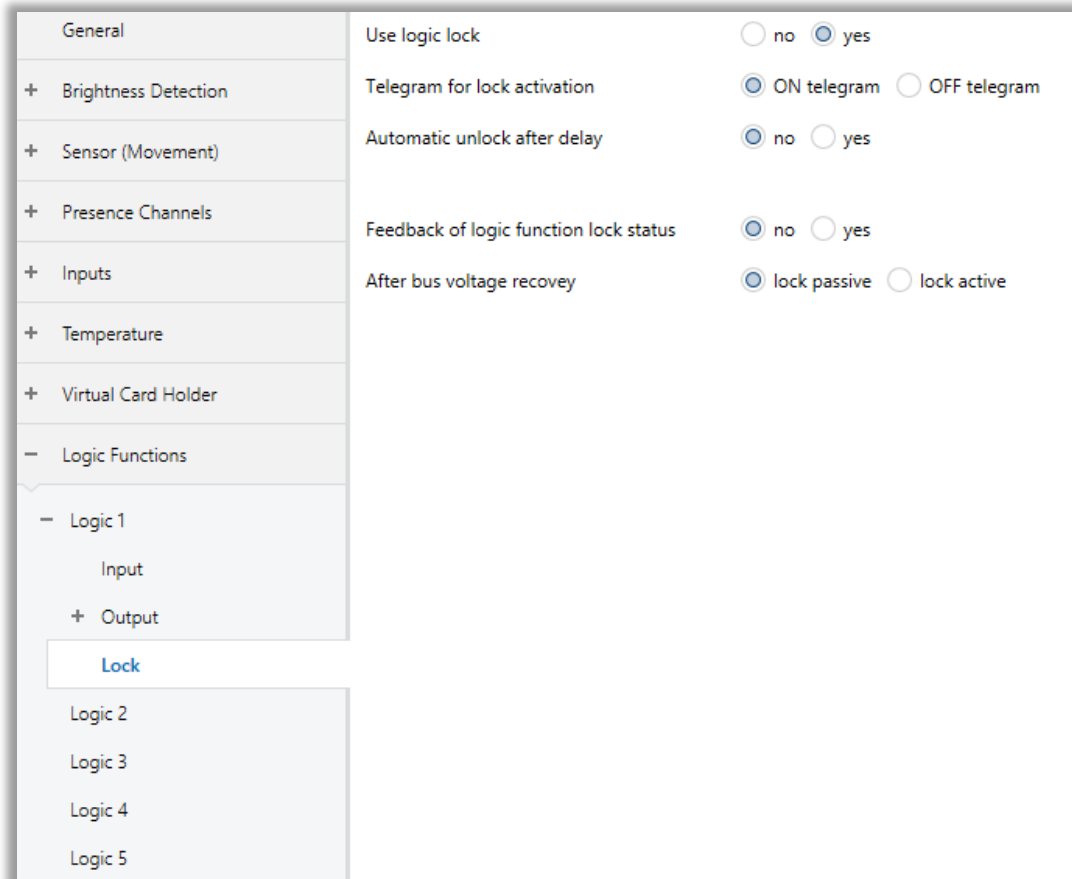 General
+ Brightness Detection
+ Sensor (Movement)
+ Presence Channels
+ Inputs
+ Temperature
+ Virtual Card Holder
− Logic Functions
− Logic 1
Input
+ Output
Lock
Logic 2
Logic 3
Logic 4
Logic 5
Use logic lock no yes
Telegram for lock activation ON telegram OFF telegram
Automatic unlock after delay no yes
Feedback of logic function lock status no yes
After bus voltage recovey lock passive lock active